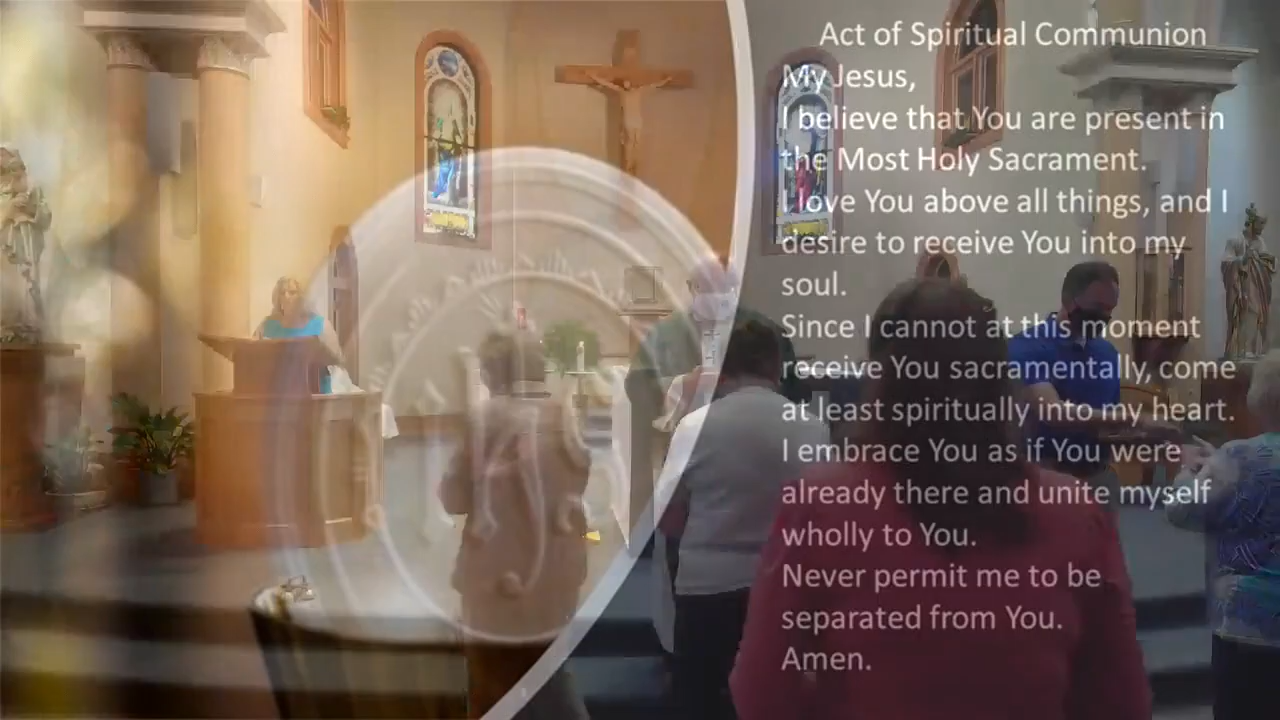 Act of Spiritual Communion
My Jesus,
I believe that You are present in
the Most Holy Sacrament.
I love You above all things, and I
desire to receive You into my
soul.
Since I cannot at this moment
receive You sacramentally, come
at least spiritually into my heart.
I embrace You as if You were
already there and unite myself
wholly to You.
Never permit me to be
separated from You.
Amen.